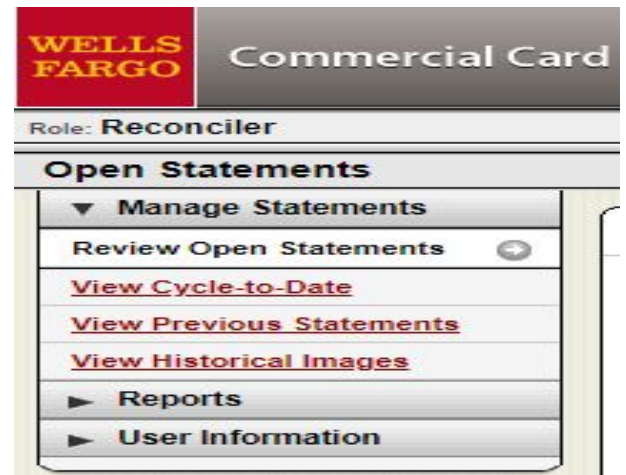 WELLS
FARGO
Commercial Card
Role: Reconciler
Open Statements
Manage Statements
Review Open Statements
View Cycle-to-Date
View Previous Statements
View Historical Images
Reports
User Information